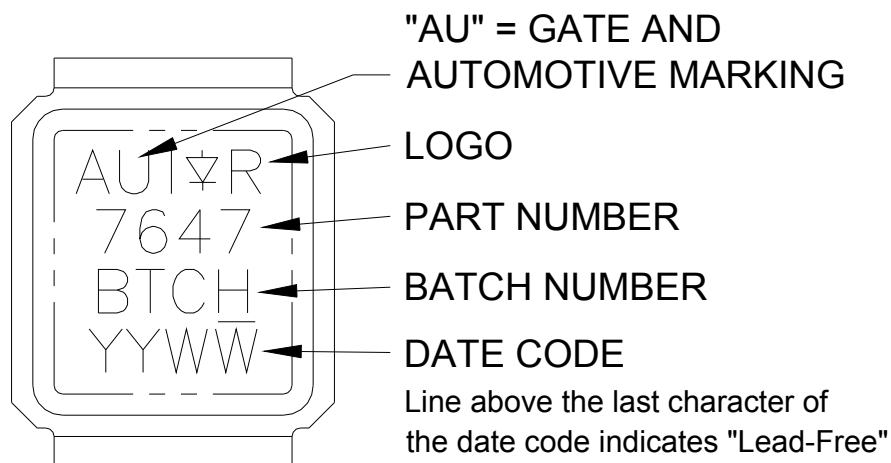 "AU" = GATE AND
AUTOMOTIVE MARKING
AUI R
LOGO
7647
PART NUMBER
BTCH
BATCH NUMBER
YYWW̅
DATE CODE
Line above the last character of
the date code indicates "Lead-Free"